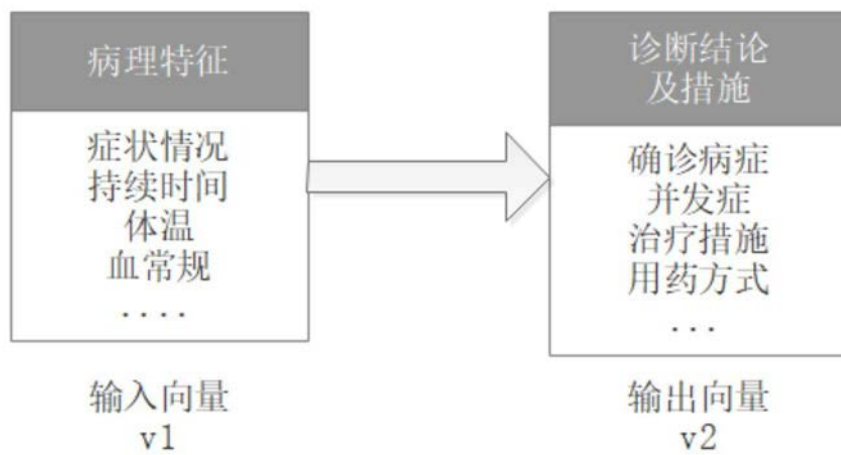 病理特征
症状情况
持续时间
体温
血常规
....
输入向量
v1
诊断结论
及措施
确诊病症
并发症
治疗措施
用药方式
...
输出向量
v2